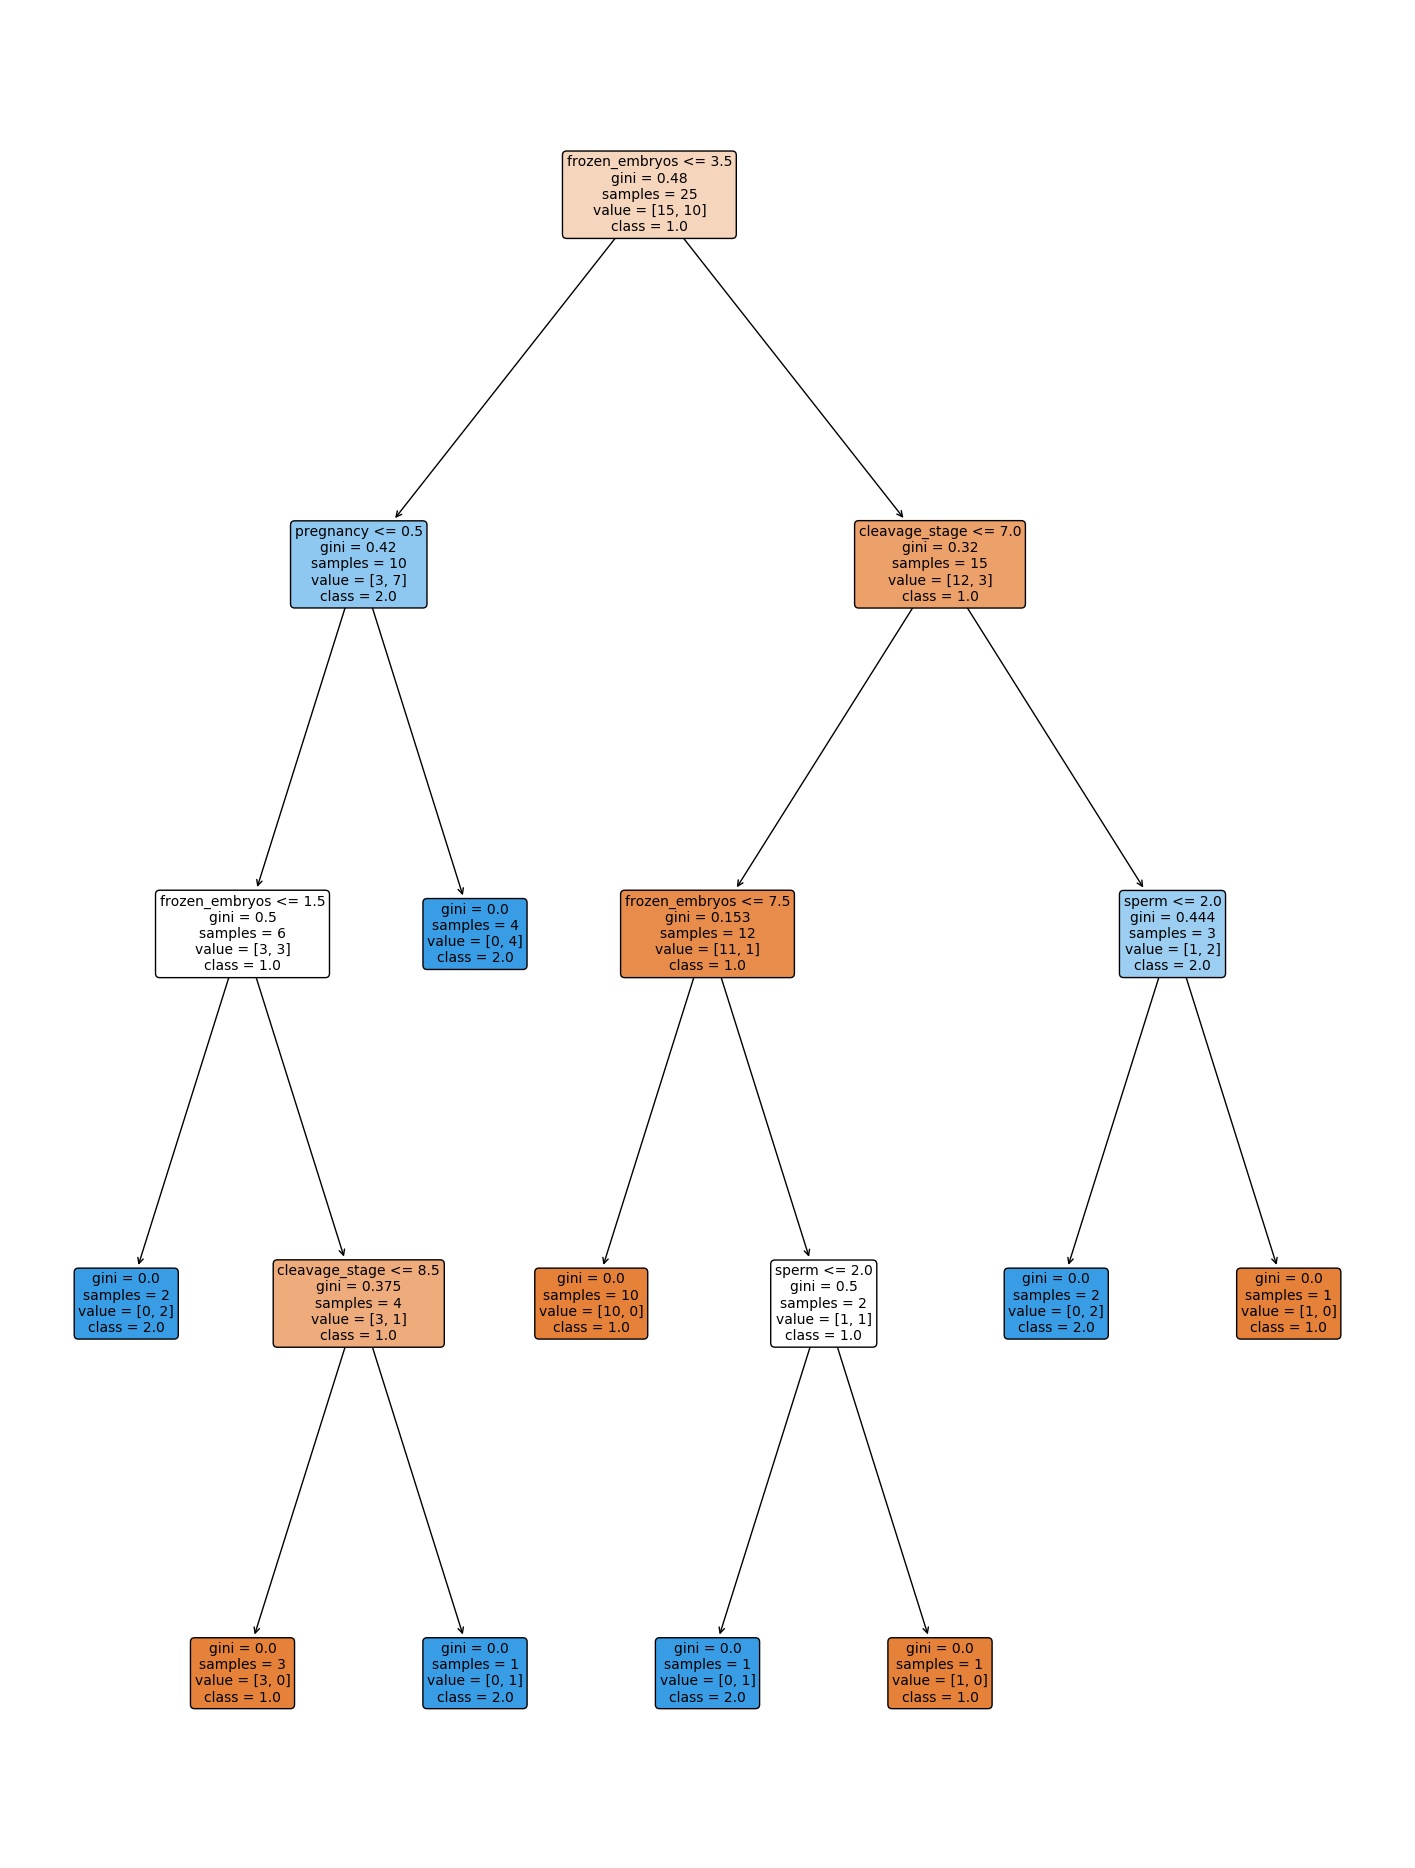 frozen_embryos <= 3.5
gini = 0.48
samples = 25
value = [15, 10]
class = 1.0
pregnancy <= 0.5
gini = 0.42
samples = 10
value = [3, 7]
class = 2.0
cleavage_stage <= 7.0
gini = 0.32
samples = 15
value = [12, 3]
class = 1.0
frozen_embryos <= 1.5
gini = 0.5
samples = 6
value = [3, 3]
class = 1.0
gini = 0.0
samples = 4
value = [0, 4]
class = 2.0
frozen_embryos <= 7.5
gini = 0.153
samples = 12
value = [11, 1]
class = 1.0
sperm <= 2.0
gini = 0.444
samples = 3
value = [1, 2]
class = 2.0
gini = 0.0
samples = 2
value = [0, 2]
class = 2.0
cleavage_stage <= 8.5
gini = 0.375
samples = 4
value = [3, 1]
class = 1.0
gini = 0.0
samples = 10
value = [10, 0]
class = 1.0
sperm <= 2.0
gini = 0.5
samples = 2
value = [1, 1]
class = 1.0
gini = 0.0
samples = 2
value = [0, 2]
class = 2.0
gini = 0.0
samples = 1
value = [1, 0]
class = 1.0
gini = 0.0
samples = 3
value = [3, 0]
class = 1.0
gini = 0.0
samples = 1
value = [0, 1]
class = 2.0
gini = 0.0
samples = 1
value = [0, 1]
class = 2.0
gini = 0.0
samples = 1
value = [1, 0]
class = 1.0